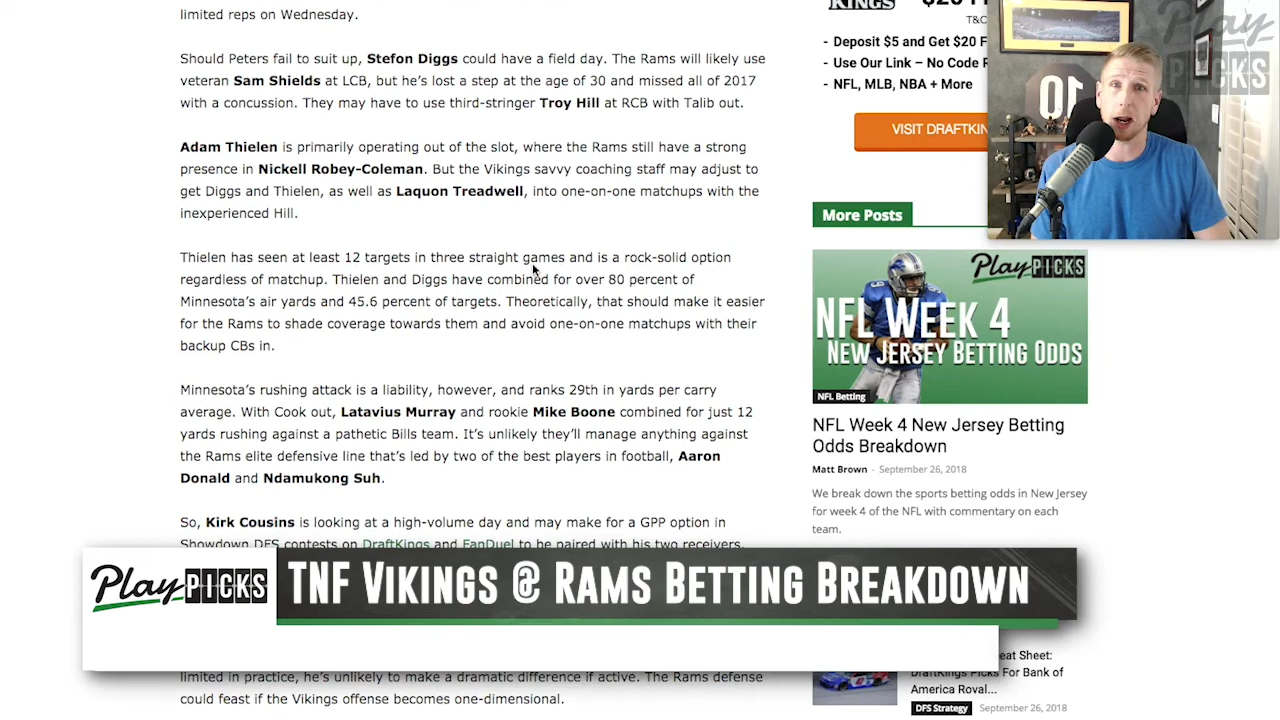 limited reps on Wednesday.
Should Peters fail to suit up, Stefon Diggs could have a field day. The Rams will likely use
veteran Sam Shields at LCB, but he's lost a step at the age of 30 and missed all of 2017
with a concussion. They may have to use third-stringer Troy Hill at RCB with Talib out.
Adam Thielen is primarily operating out of the slot, where the Rams still have a strong
presence in Nickell Robey-Coleman. But the Vikings savvy coaching staff may adjust to
get Diggs and Thielen, as well as Laquon Treadwell, into one-on-one matchups with the
inexperienced Hill.
Thielen has seen at least 12 targets in three straight games and is a rock-solid option
regardless of matchup. Thielen and Diggs have combined for over 80 percent of
Minnesota's air yards and 45.6 percent of targets. Theoretically, that should make it easier
for the Rams to shade coverage towards them and avoid one-on-one matchups with their
backup CBs in.
Minnesota's rushing attack is a liability, however, and ranks 29th in yards per carry
average. With Cook out, Latavius Murray and rookie Mike Boone combined for just 12
yards rushing against a pathetic Bills team. It's unlikely they'll manage anything against
the Rams elite defensive line that's led by two of the best players in football, Aaron
Donald and Ndamukong Suh.
So, Kirk Cousins is looking at a high-volume day and may make for a GPP option in
Showdown DFS contests on DraftKings and FanDuel to be paired with his two receivers.
limited in practice, he's unlikely to make a dramatic difference if active. The Rams defense
could feast if the Vikings offense becomes one-dimensional.
KINGS
T&C
- Deposit $5 and Get $20 F
- Use Our Link – No Code R
- NFL, MLB, NBA + More
VISIT DRAFTKIN
More Posts
Play PICKS
NFL Week 4
New Jersey Betting Odds
NFL Betting
NFL Week 4 New Jersey Betting
Odds Breakdown
Matt Brown - September 26, 2018
We break down the sports betting odds in New Jersey
for week 4 of the NFL with commentary on each
team.
eat Sheet:
DraftKings Picks For Bank of
America Roval...
DFS Strategy September 26, 2018
Play PICKS
10
Play PICKS
TNF Vikings @ Rams Betting Breakdown